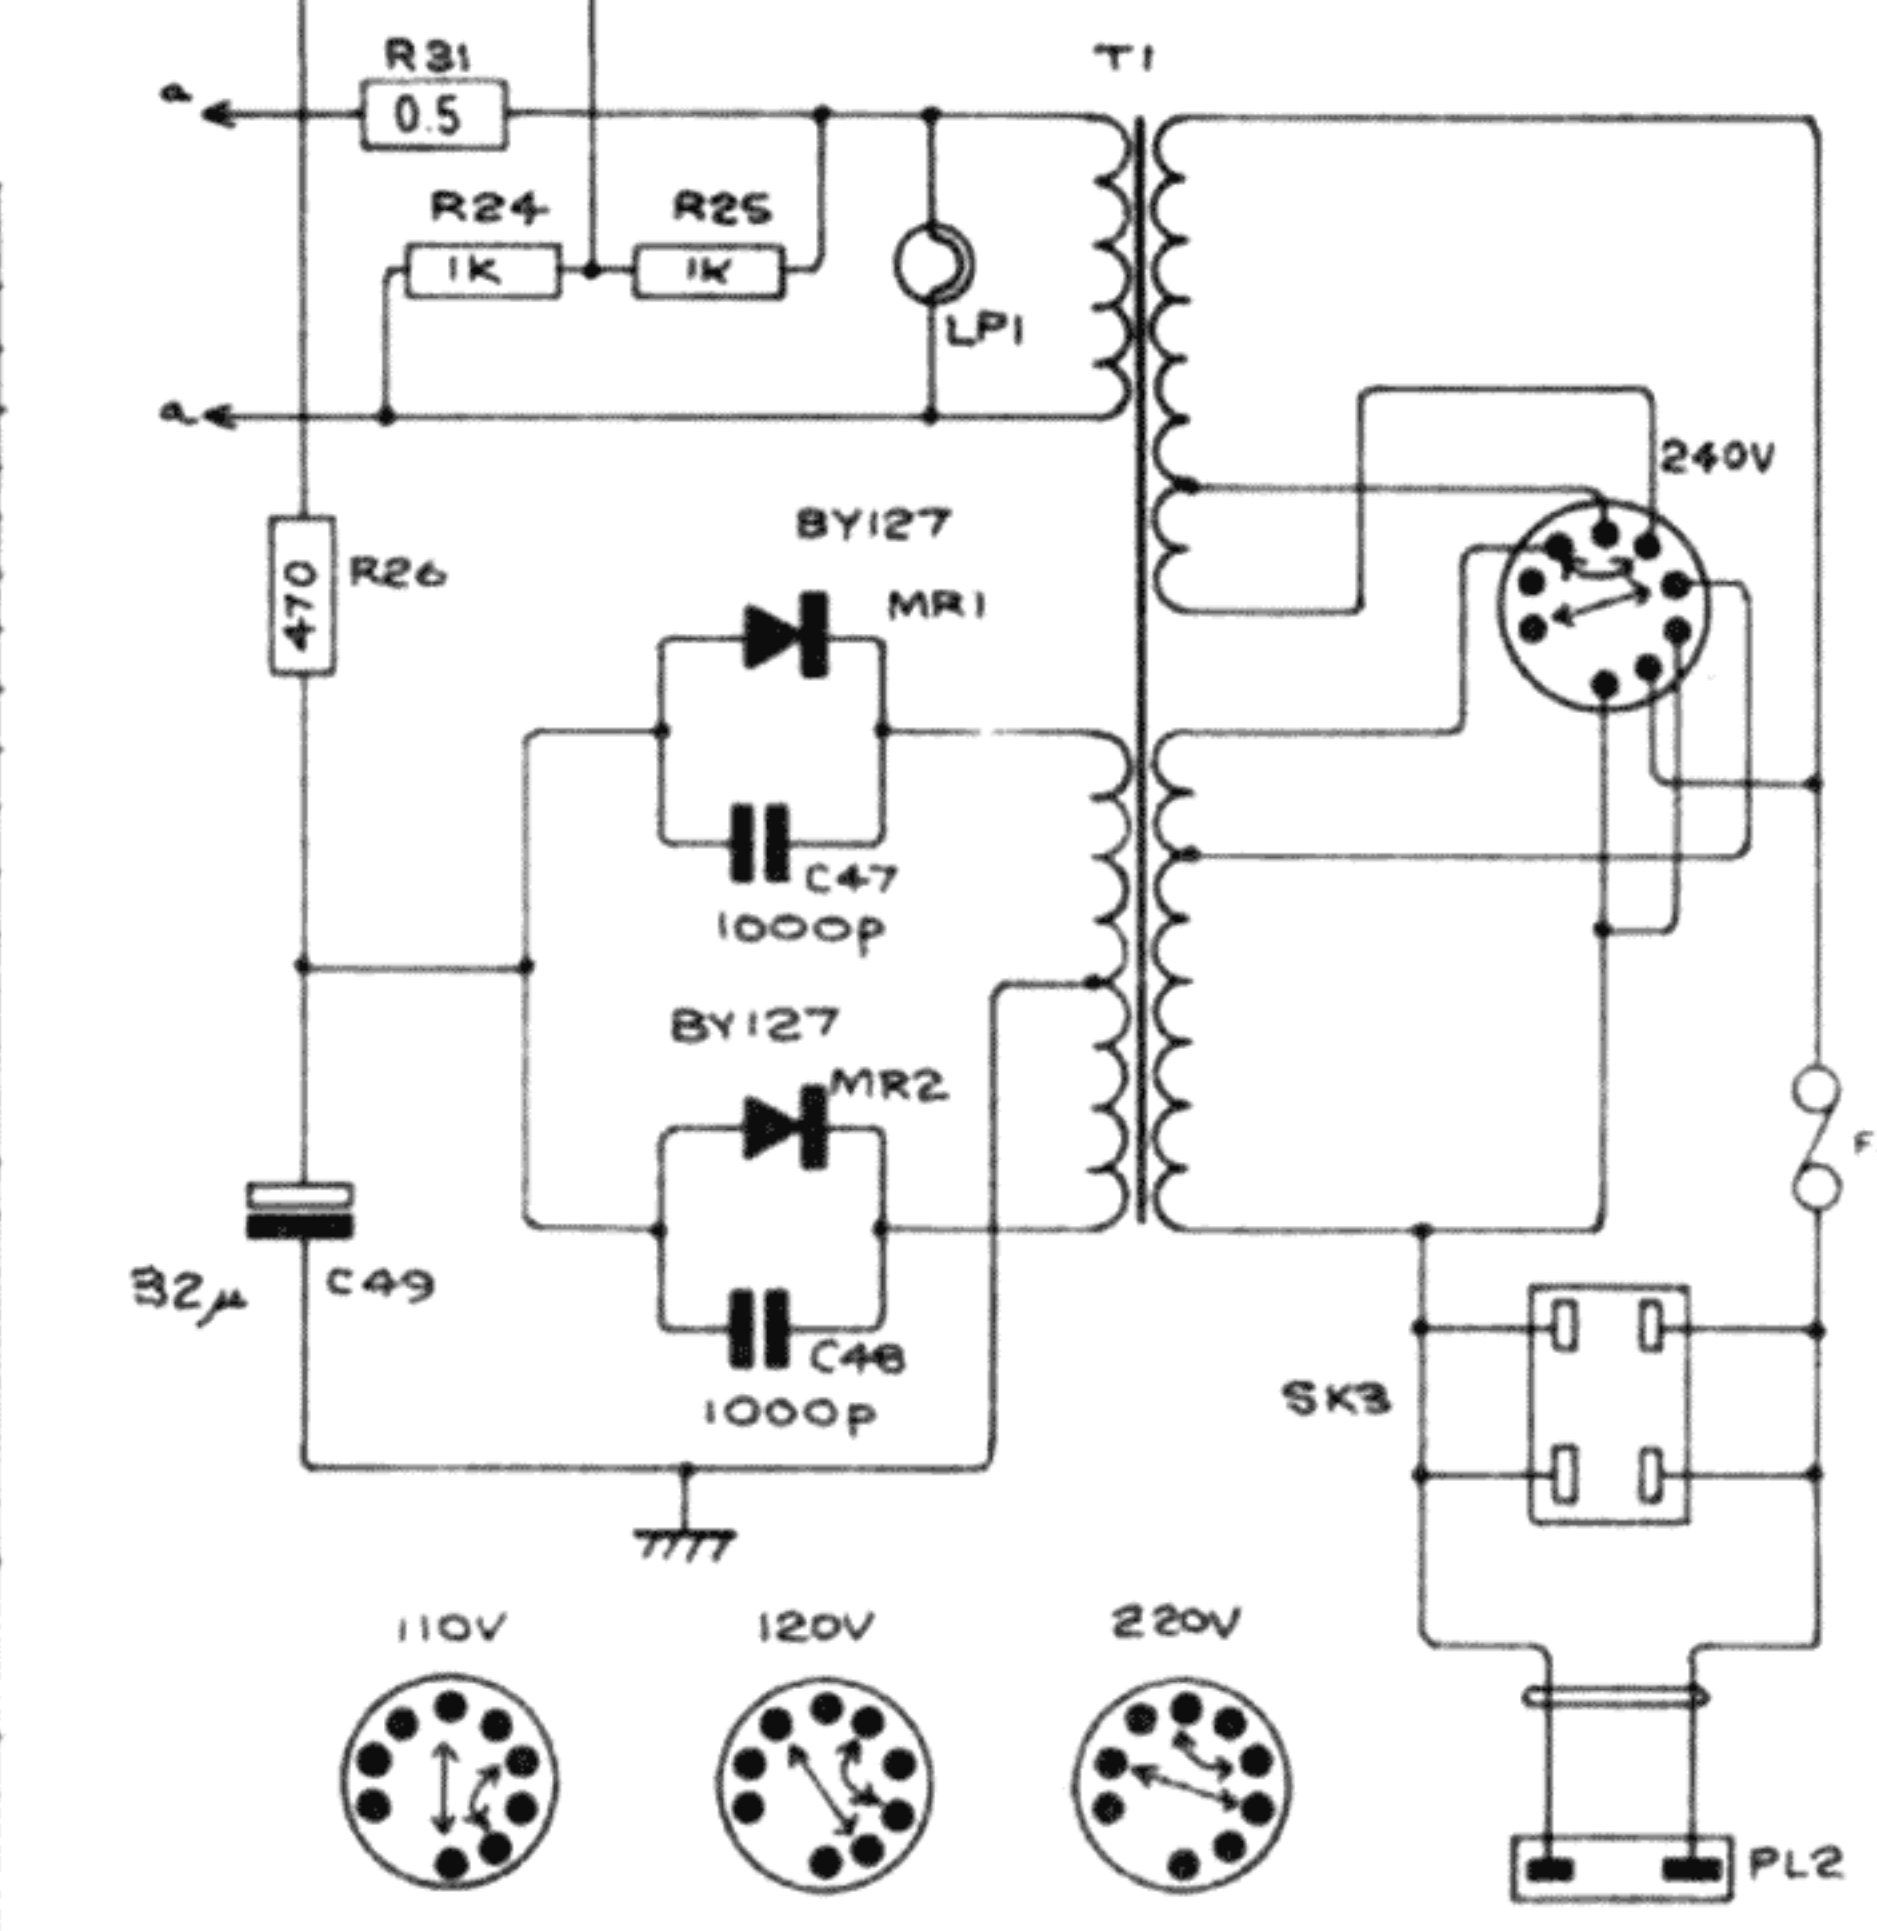 R31
T1
a
0.5
R24
R25
1K
1K
LP1
a
240V
BY127
470
R26
MR1
C47
1000p
BY127
MR2
F
32μ
C49
C48
1000p
SK3
110V
120V
220V
PL2